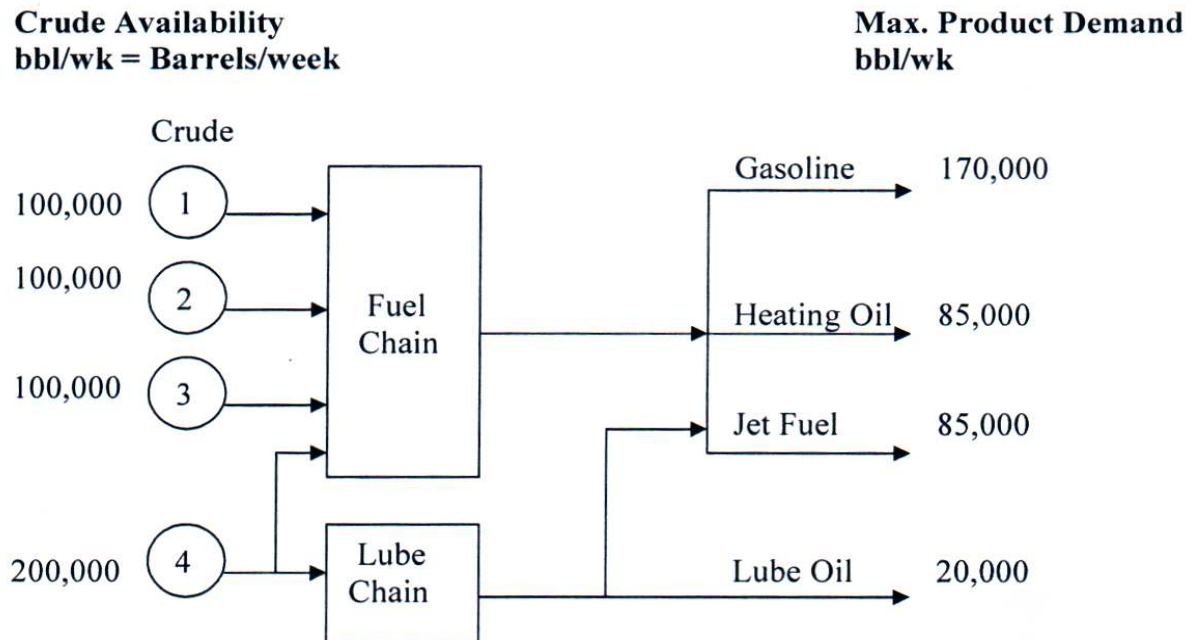 Crude Availability
bbl/wk = Barrels/week
Max. Product Demand
bbl/wk
Crude
100,000
1
100,000
2
100,000
3
200,000
4
Fuel
Chain
Lube
Chain
Gasoline
170,000
Heating Oil
85,000
Jet Fuel
85,000
Lube Oil
20,000